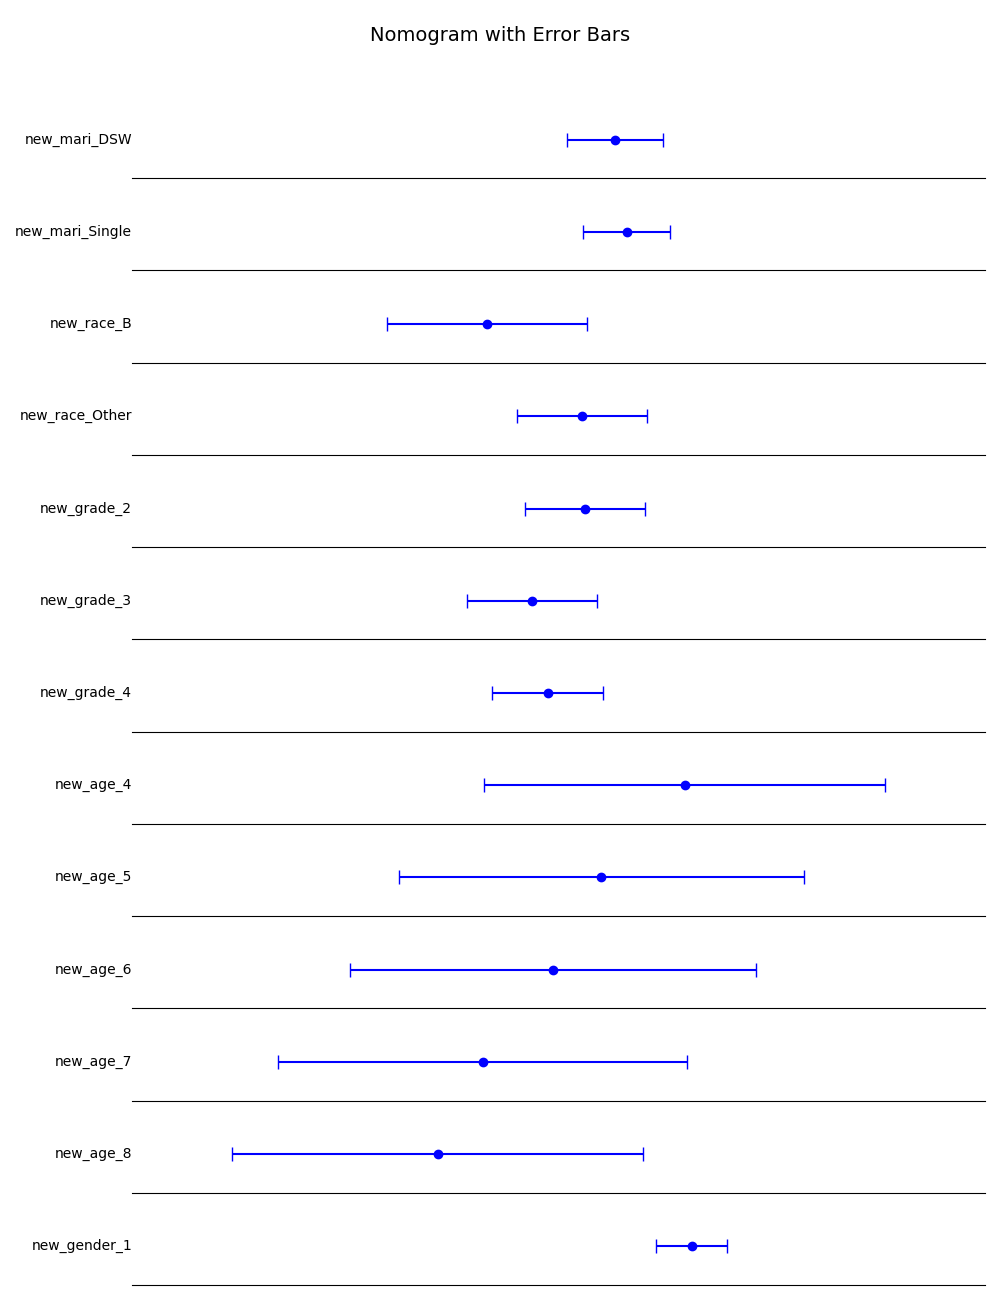 Nomogram with Error Bars
new_mari_DSW
new_mari_Single
new_race_B
new_race_Other
new_grade_2
new_grade_3
new_grade_4
new_age_4
new_age_5
new_age_6
new_age_7
new_age_8
new_gender_1